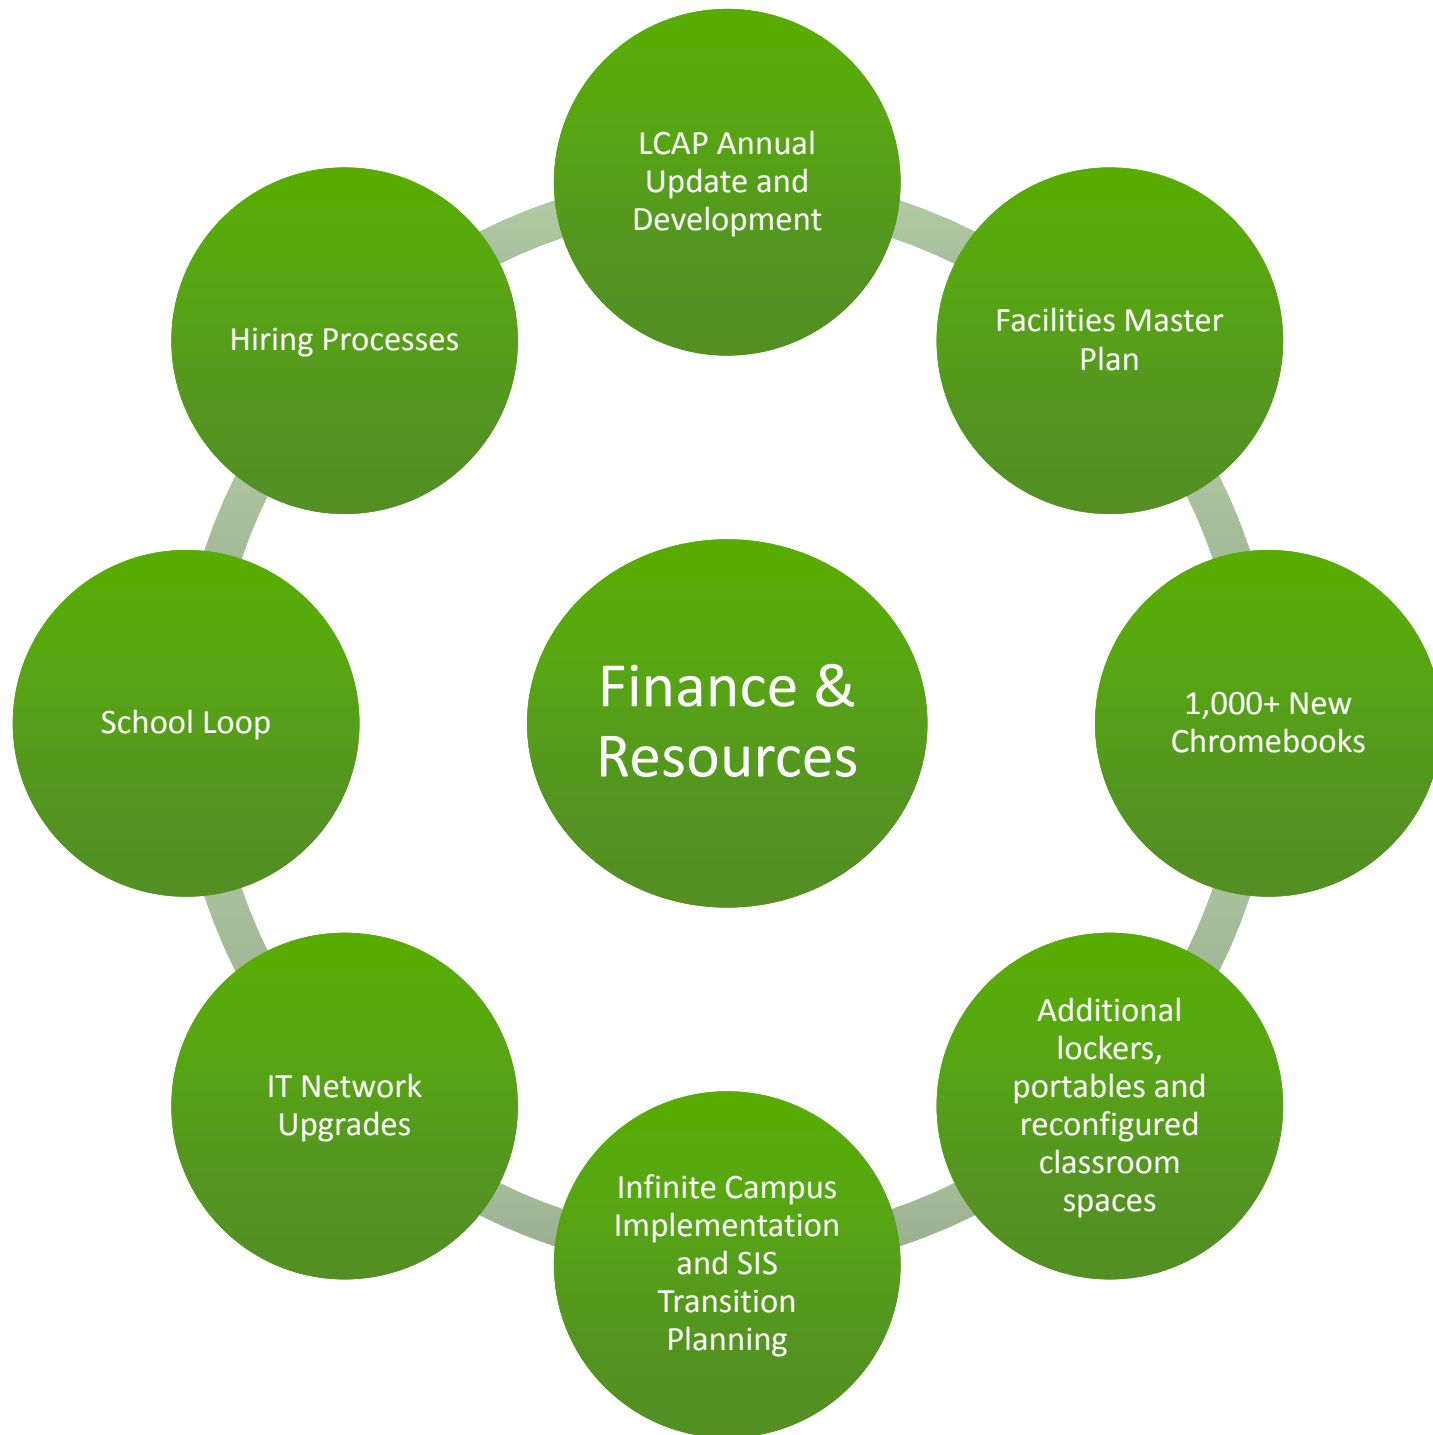 LCAP Annual
Update and
Development
Facilities Master
Plan
1,000+ New
Chromebooks
Additional
lockers,
portables and
reconfigured
classroom
spaces
Infinite Campus
Implementation
and SIS
Transition
Planning
IT Network
Upgrades
School Loop
Hiring Processes
Finance &
Resources